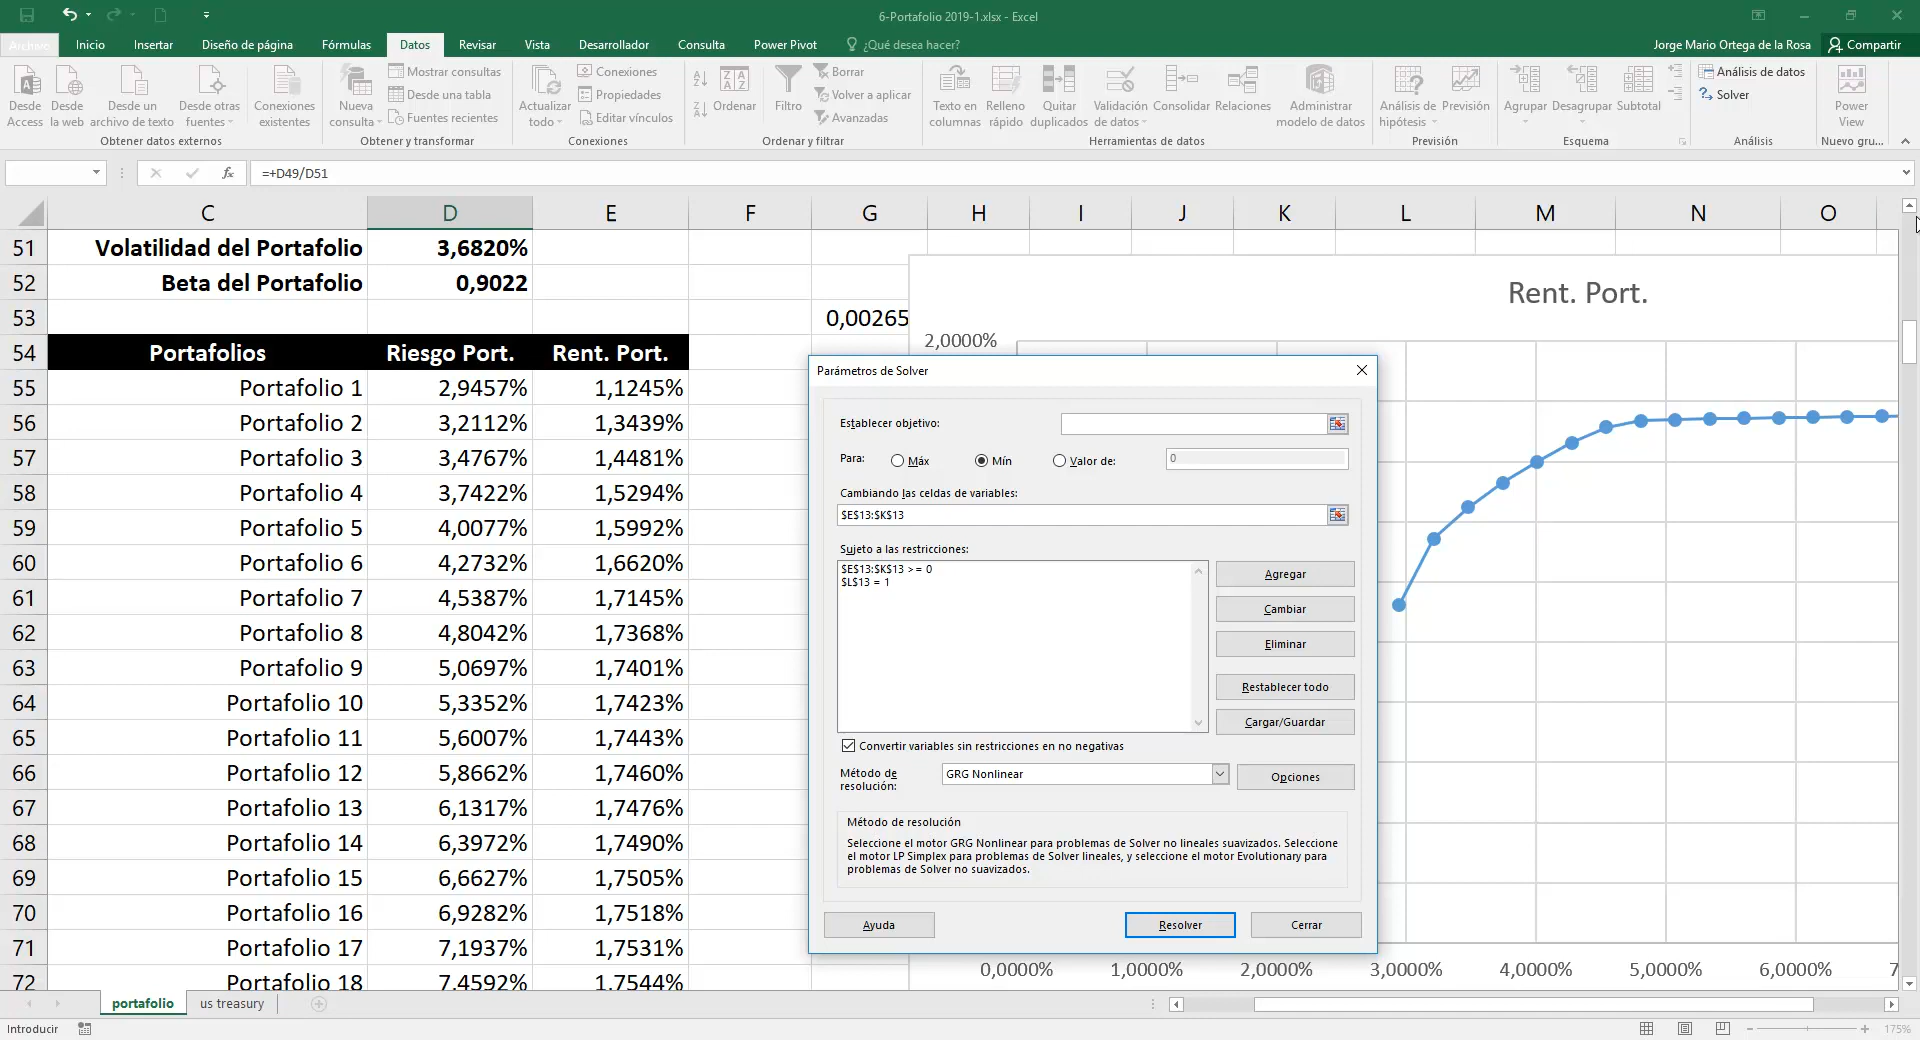 6-Portafolio 2019-1.xlsx - Excel
Archivo Inicio Insertar Diseño de página Fórmulas Datos Revisar Vista Desarrollador Consulta Power Pivot ¿Qué desea hacer? Jorge Mario Ortega de la Rosa Compartir
Desde Access
Desde la web
Desde un archivo de texto
Desde otras fuentes
Conexiones existentes
Obtener datos externos
Nueva consulta
Mostrar consultas
Desde una tabla
Fuentes recientes
Obtener y transformar
Actualizar todo
Conexiones
Propiedades
Editar vínculos
Conexiones
Ordenar
Filtro
Borrar
Volver a aplicar
Avanzadas
Ordenar y filtrar
Texto en columnas
Relleno rápido
Quitar duplicados
Validación de datos
Consolidar
Relaciones
Administrar modelo de datos
Herramientas de datos
Análisis de hipótesis
Previsión
Previsión
Agrupar
Desagrupar
Subtotal
Esquema
Análisis de datos
Solver
Análisis
Power View
Nuevo gru...
fx =+D49/D51
C D E F G H I J K L M N O
51 Volatilidad del Portafolio 3,6820%
52 Beta del Portafolio 0,9022
53 0,00265
54 Portafolios Riesgo Port. Rent. Port.
55 Portafolio 1 2,9457% 1,1245%
56 Portafolio 2 3,2112% 1,3439%
57 Portafolio 3 3,4767% 1,4481%
58 Portafolio 4 3,7422% 1,5294%
59 Portafolio 5 4,0077% 1,5992%
60 Portafolio 6 4,2732% 1,6620%
61 Portafolio 7 4,5387% 1,7145%
62 Portafolio 8 4,8042% 1,7368%
63 Portafolio 9 5,0697% 1,7401%
64 Portafolio 10 5,3352% 1,7423%
65 Portafolio 11 5,6007% 1,7443%
66 Portafolio 12 5,8662% 1,7460%
67 Portafolio 13 6,1317% 1,7476%
68 Portafolio 14 6,3972% 1,7490%
69 Portafolio 15 6,6627% 1,7505%
70 Portafolio 16 6,9282% 1,7518%
71 Portafolio 17 7,1937% 1,7531%
72 Portafolio 18 7,4592% 1,7544%
Rent. Port.
2,0000%
0,0000% 1,0000% 2,0000% 3,0000% 4,0000% 5,0000% 6,0000% 7
Parámetros de Solver
Establecer objetivo:
Para: Máx Mín Valor de: 0
Cambiando las celdas de variables:
$E$13:$K$13
Sujeto a las restricciones:
$E$13:$K$13 >= 0
$L$13 = 1
Agregar
Cambiar
Eliminar
Restablecer todo
Cargar/Guardar
Convertir variables sin restricciones en no negativas
Método de resolución:
GRG Nonlinear
Opciones
Método de resolución
Seleccione el motor GRG Nonlinear para problemas de Solver no lineales suavizados. Seleccione
el motor LP Simplex para problemas de Solver lineales, y seleccione el motor Evolutionary para
problemas de Solver no suavizados.
Ayuda Resolver Cerrar
portafolio us treasury
Introducir 175%